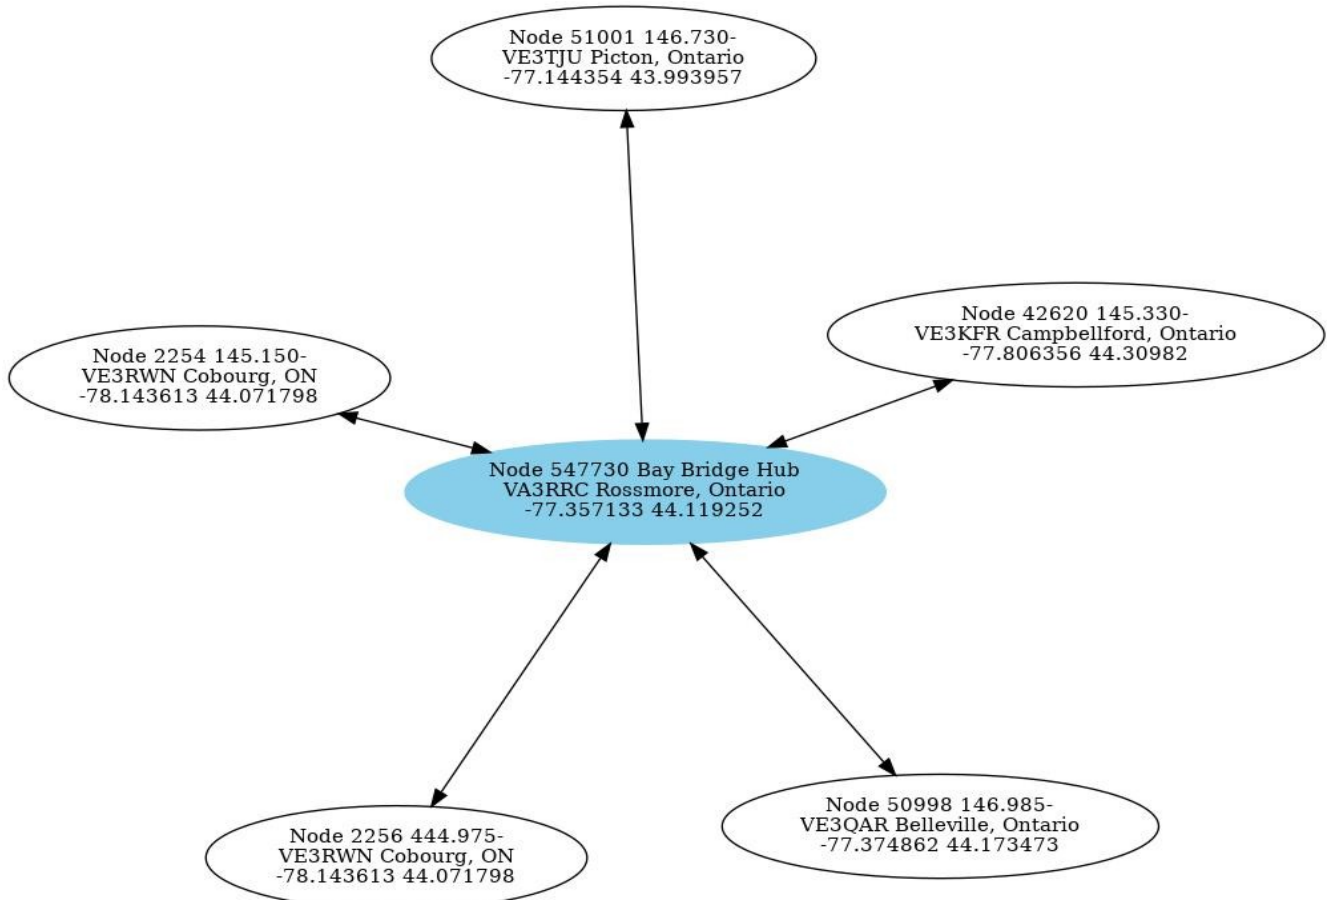 Node 51001 146.730-
VE3TJU Picton, Ontario
-77.144354 43.993957
Node 42620 145.330-
VE3KFR Campbellford, Ontario
-77.806356 44.30982
Node 2254 145.150-
VE3RWN Cobourg, ON
-78.143613 44.071798
Node 547730 Bay Bridge Hub
VA3RRC Rossmore, Ontario
-77.357133 44.119252
Node 50998 146.985-
VE3QAR Belleville, Ontario
-77.374862 44.173473
Node 2256 444.975-
VE3RWN Cobourg, ON
-78.143613 44.071798